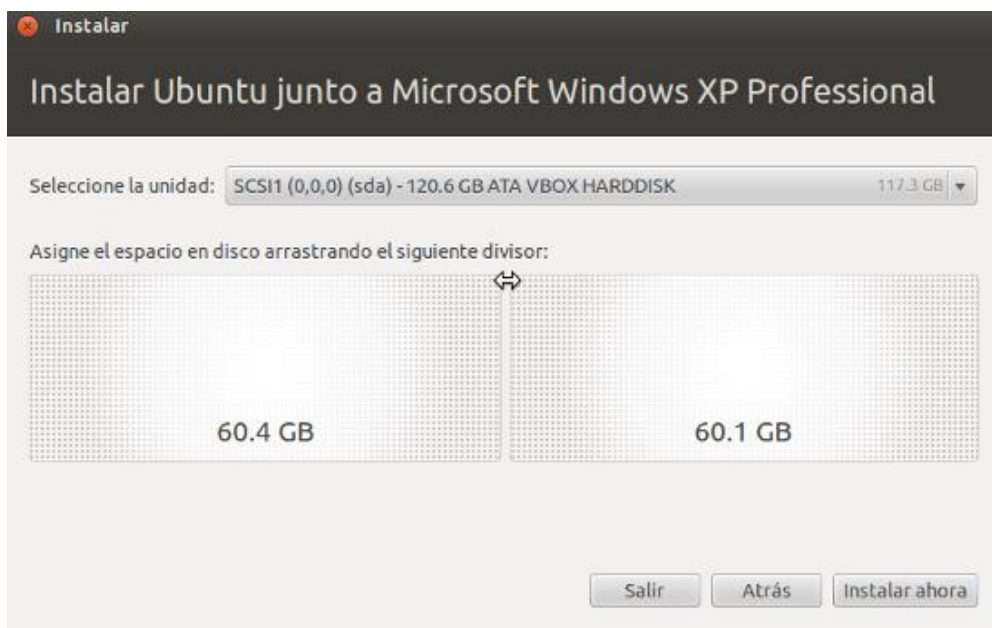 Instalar
Instalar Ubuntu junto a Microsoft Windows XP Professional
Seleccione la unidad: SCSI1 (0,0,0) (sda) - 120.6 GB ATA VBOX HARDDISK 117.3 GB
Asigne el espacio en disco arrastrando el siguiente divisor:
60.4 GB 60.1 GB
Salir Atrás Instalar ahora